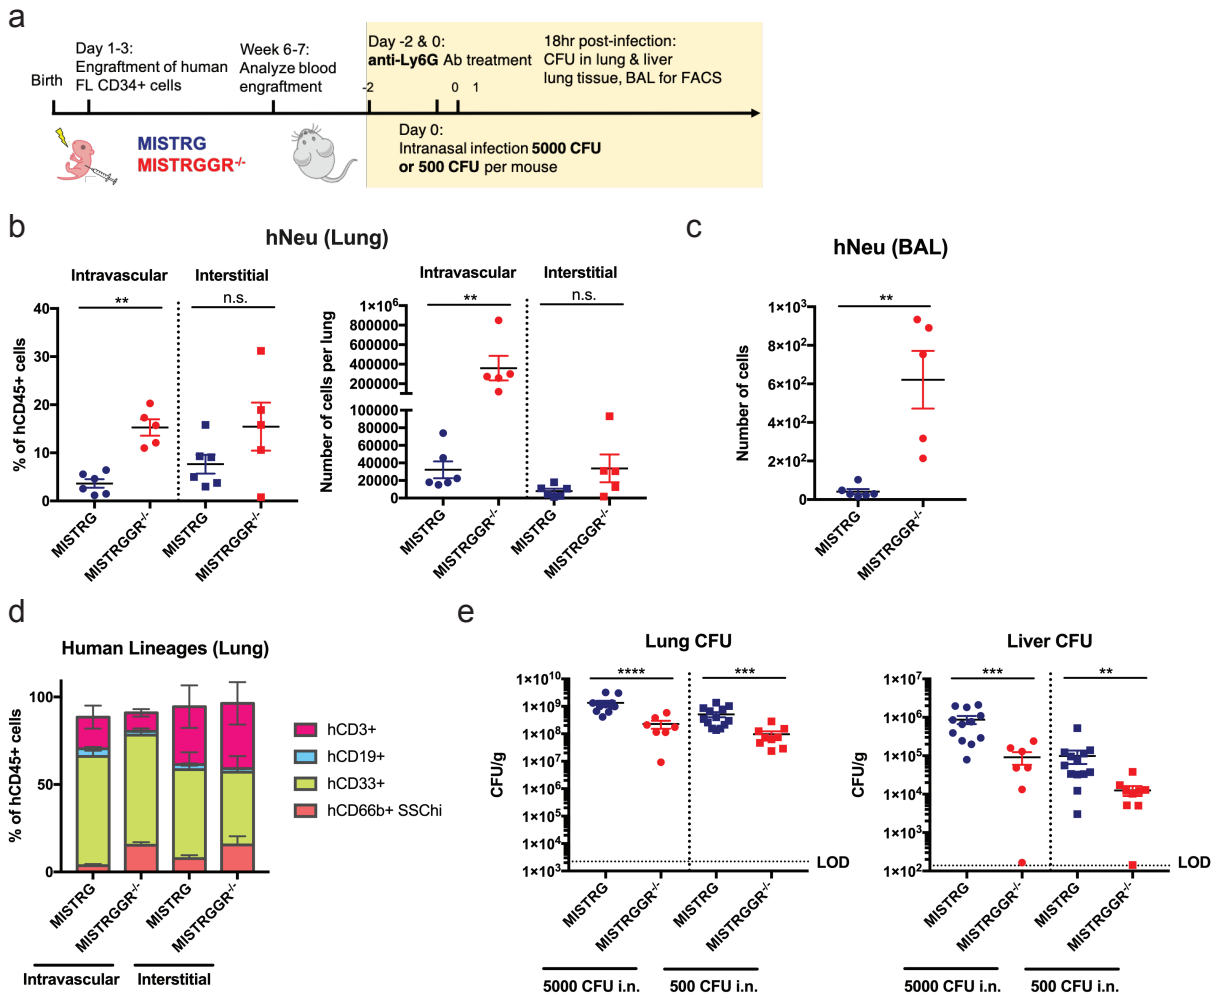 a
Day 1-3:
Engraftment of human
FL CD34+ cells
Birth
Week 6-7:
Analyze blood
engraftment
Day -2 & 0:
anti-Ly6G Ab treatment
18hr post-infection:
CFU in lung & liver
lung tissue, BAL for FACS
-2
0
1
MISTRG
MISTRGGR-/-
Day 0:
Intranasal infection 5000 CFU
or 500 CFU per mouse
b
hNeu (Lung)
Intravascular
Interstitial
**
n.s.
% of hCD45+ cells
40
30
20
10
0
MISTRG
MISTRGGR-/-
MISTRG
MISTRGGR-/-
Intravascular
Interstitial
**
n.s.
Number of cells per lung
1×10⁶
800000
600000
400000
200000
100000
80000
60000
40000
20000
0
MISTRG
MISTRGGR-/-
MISTRG
MISTRGGR-/-
c
hNeu (BAL)
**
Number of cells
1×10³
8×10²
6×10²
4×10²
2×10²
0
MISTRG
MISTRGGR-/-
d
Human Lineages (Lung)
% of hCD45+ cells
100
50
0
MISTRG
MISTRGGR-/-
MISTRG
MISTRGGR-/-
Intravascular
Interstitial
hCD3+
hCD19+
hCD33+
hCD66b+ SSChi
e
Lung CFU
****
***
CFU/g
1×10¹⁰
1×10⁹
1×10⁸
1×10⁷
1×10⁶
1×10⁵
1×10⁴
1×10³
LOD
MISTRG
MISTRGGR-/-
MISTRG
MISTRGGR-/-
5000 CFU i.n.
500 CFU i.n.
Liver CFU
***
**
CFU/g
1×10⁷
1×10⁶
1×10⁵
1×10⁴
1×10³
1×10²
LOD
MISTRG
MISTRGGR-/-
MISTRG
MISTRGGR-/-
5000 CFU i.n.
500 CFU i.n.